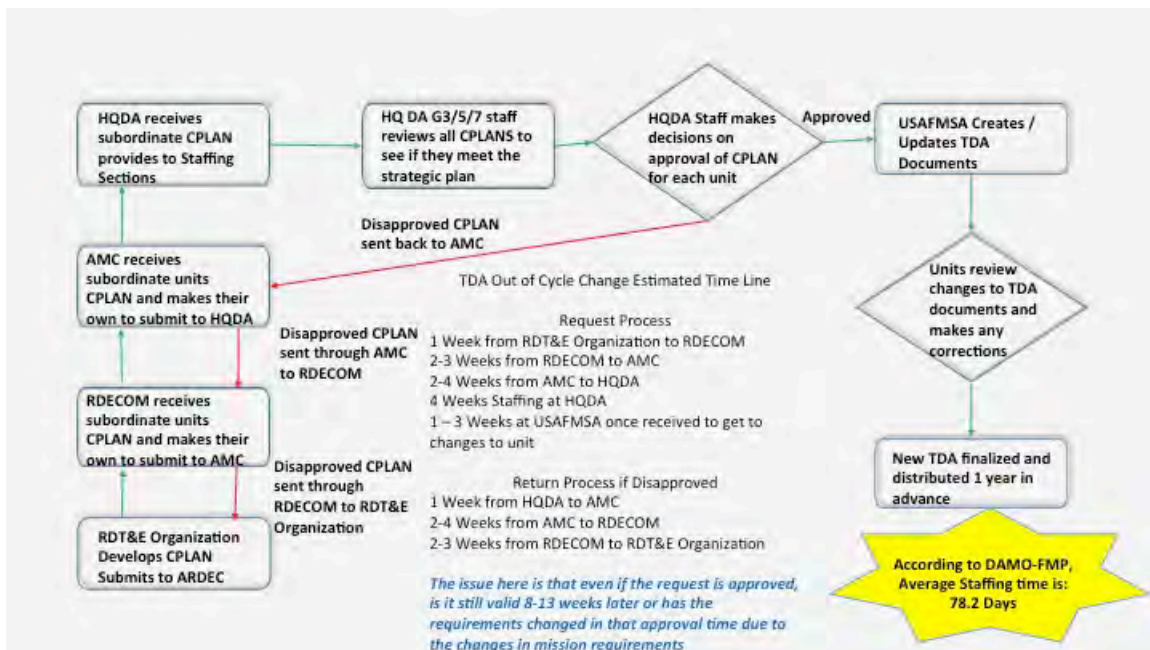 HQDA receives
subordinate CPLAN
provides to Staffing
Sections
HQ DA G3/5/7 staff
reviews all CPLANS to
see if they meet the
strategic plan
HQDA Staff makes
decisions on
approval of CPLAN
for each unit
Approved
USAFMSA Creates /
Updates TDA
Documents
Disapproved CPLAN
sent back to AMC
AMC receives
subordinate units
CPLAN and makes their
own to submit to HQDA
Units review
changes to TDA
documents and
makes any
corrections
TDA Out of Cycle Change Estimated Time Line
Disapproved CPLAN
sent through AMC
to RDECOM
Request Process
1 Week from RDT&E Organization to RDECOM
2-3 Weeks from RDECOM to AMC
2-4 Weeks from AMC to HQDA
4 Weeks Staffing at HQDA
1 – 3 Weeks at USAFMSA once received to get to
changes to unit
RDECOM receives
subordinate units
CPLAN and makes their
own to submit to AMC
Disapproved CPLAN
sent through
RDECOM to RDT&E
Organization
New TDA finalized and
distributed 1 year in
advance
Return Process if Disapproved
1 Week from HQDA to AMC
2-4 Weeks from AMC to RDECOM
2-3 Weeks from RDECOM to RDT&E Organization
RDT&E Organization
Develops CPLAN
Submits to ARDEC
According to DAMO-FMP,
Average Staffing time is:
78.2 Days
The issue here is that even if the request is approved,
is it still valid 8-13 weeks later or has the
requirements changed in that approval time due to
the changes in mission requirements